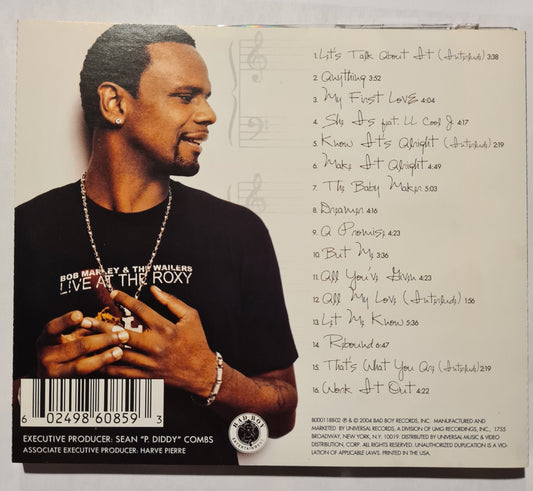 1. Let's Talk About It (Interlude) 3:38
2. Anything 3:52
3. My First Love 4:04
4. She Is feat. LL Cool J 4:17
5. Know It's Alright (Interlude) 2:19
6. Make It Alright 4:49
7. The Baby Maker 5:03
8. Dreamer 4:16
9. A Promise 4:23
10. But Me 3:36
11. All You've Given 4:23
12. All My Love (Interlude) 1:56
13. Let Me Know 5:36
14. Rebound 6:47
15. That's What You Are (Interlude) 2:19
16. Work It Out 4:22
BOB MARLEY & THE WAILERS
LIVE AT THE ROXY
6 02498 60859 3
BAD BOY
ENTERTAINMENT
EXECUTIVE PRODUCER: SEAN "P. DIDDY" COMBS
ASSOCIATE EXECUTIVE PRODUCER: HARVE PIERRE
B000118802 ℗ & © 2004 BAD BOY RECORDS, INC. MANUFACTURED AND
MARKETED BY UNIVERSAL RECORDS, A DIVISION OF UMG RECORDINGS, INC., 1755
BROADWAY, NEW YORK, N.Y. 10019. DISTRIBUTED BY UNIVERSAL MUSIC & VIDEO
DISTRIBUTION, CORP. ALL RIGHTS RESERVED. UNAUTHORIZED DUPLICATION IS A VIO-
LATION OF APPLICABLE LAWS. PRINTED IN THE USA.